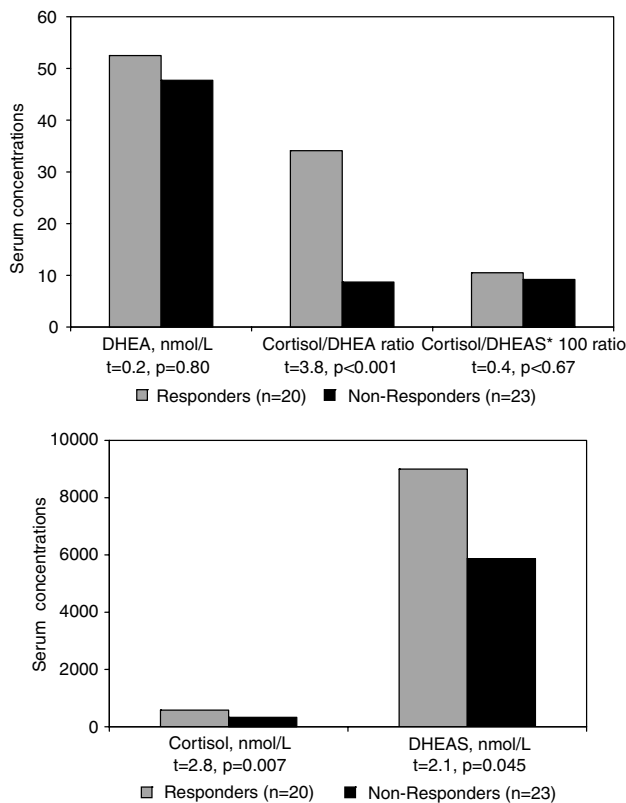 60
50
40
30
20
10
0
Serum concentrations
DHEA, nmol/L Cortisol/DHEA ratio Cortisol/DHEAS* 100 ratio
t=0.2, p=0.80 t=3.8, p<0.001 t=0.4, p<0.67
Responders (n=20) Non-Responders (n=23)
10000
8000
6000
4000
2000
0
Serum concentrations
Cortisol, nmol/L DHEAS, nmol/L
t=2.8, p=0.007 t=2.1, p=0.045
Responders (n=20) Non-Responders (n=23)